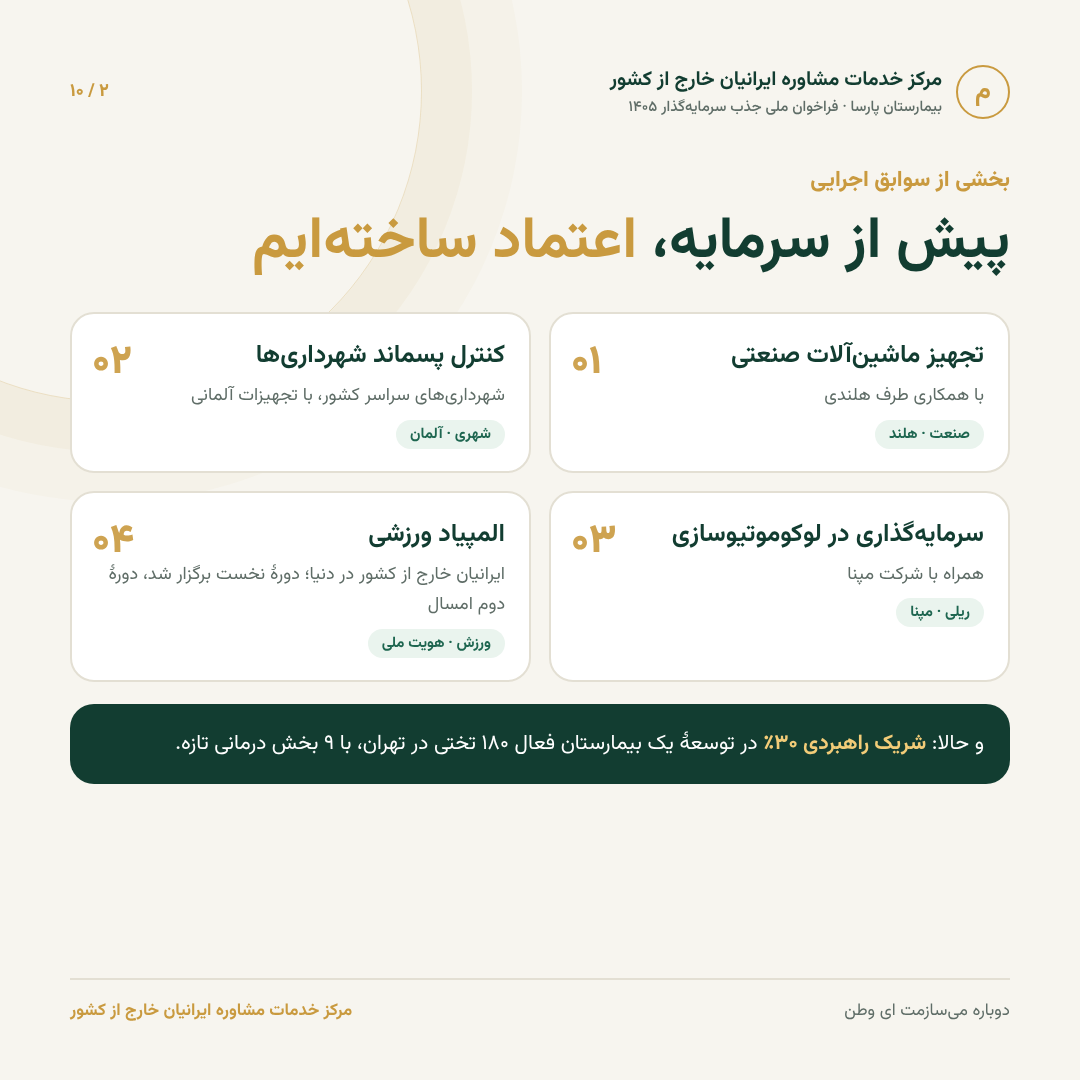 م
مرکز خدمات مشاوره ایرانیان خارج از کشور
بیمارستان پارسا · فراخوان ملی جذب سرمایه‌گذار ۱۴۰۵
۲ / ۱۰
بخشی از سوابق اجرایی
پیش از سرمایه، اعتماد ساخته‌ایم
۰۱
تجهیز ماشین‌آلات صنعتی
با همکاری طرف هلندی
صنعت · هلند
۰۲
کنترل پسماند شهرداری‌ها
شهرداری‌های سراسر کشور، با تجهیزات آلمانی
شهری · آلمان
۰۳
سرمایه‌گذاری در لوکوموتیوسازی
همراه با شرکت مپنا
ریلی · مپنا
۰۴
المپیاد ورزشی
ایرانیان خارج از کشور در دنیا؛ دورهٔ نخست برگزار شد، دورهٔ
دوم امسال
ورزش · هویت ملی
و حالا: شریک راهبردی ۳۰٪ در توسعهٔ یک بیمارستان فعال ۱۸۰ تختی در تهران، با ۹ بخش درمانی تازه.
دوباره می‌سازمت ای وطن
مرکز خدمات مشاوره ایرانیان خارج از کشور